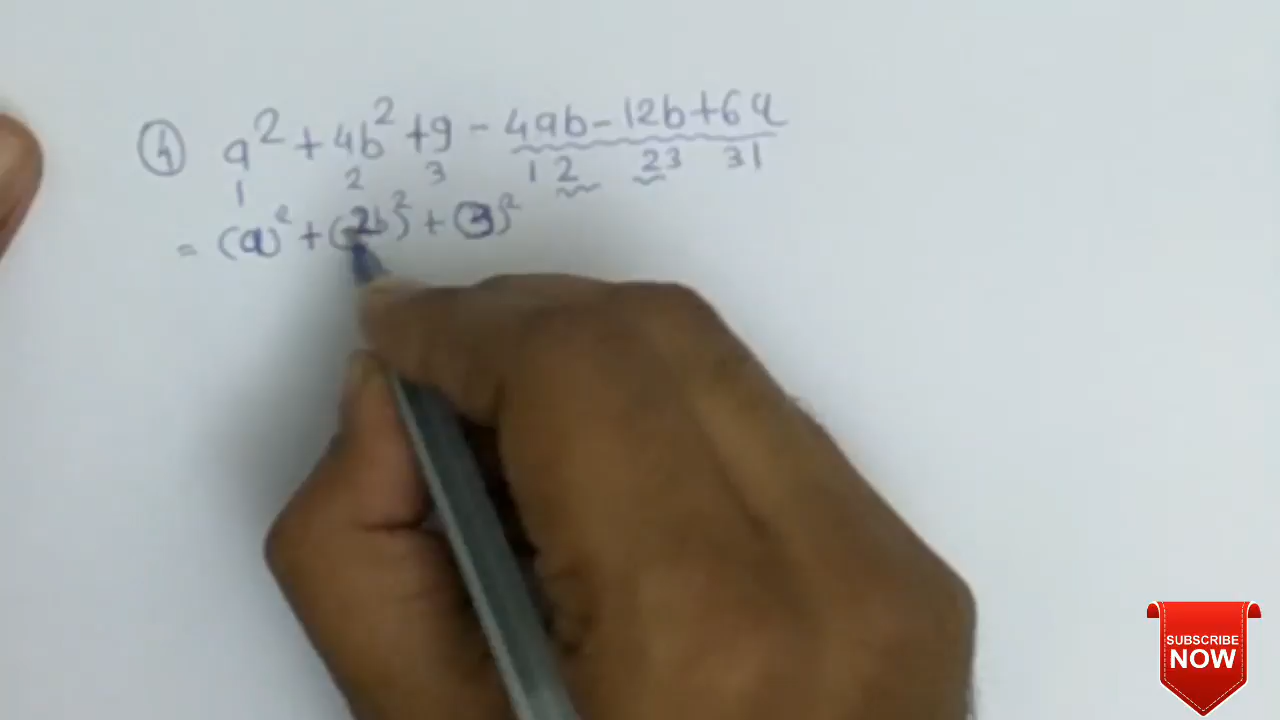 4 a² + 4b² + 9 - 4ab - 12b + 6a
1 2 3 12 23 31
= (a)² + (-2b)² + (3)²
SUBSCRIBE
NOW